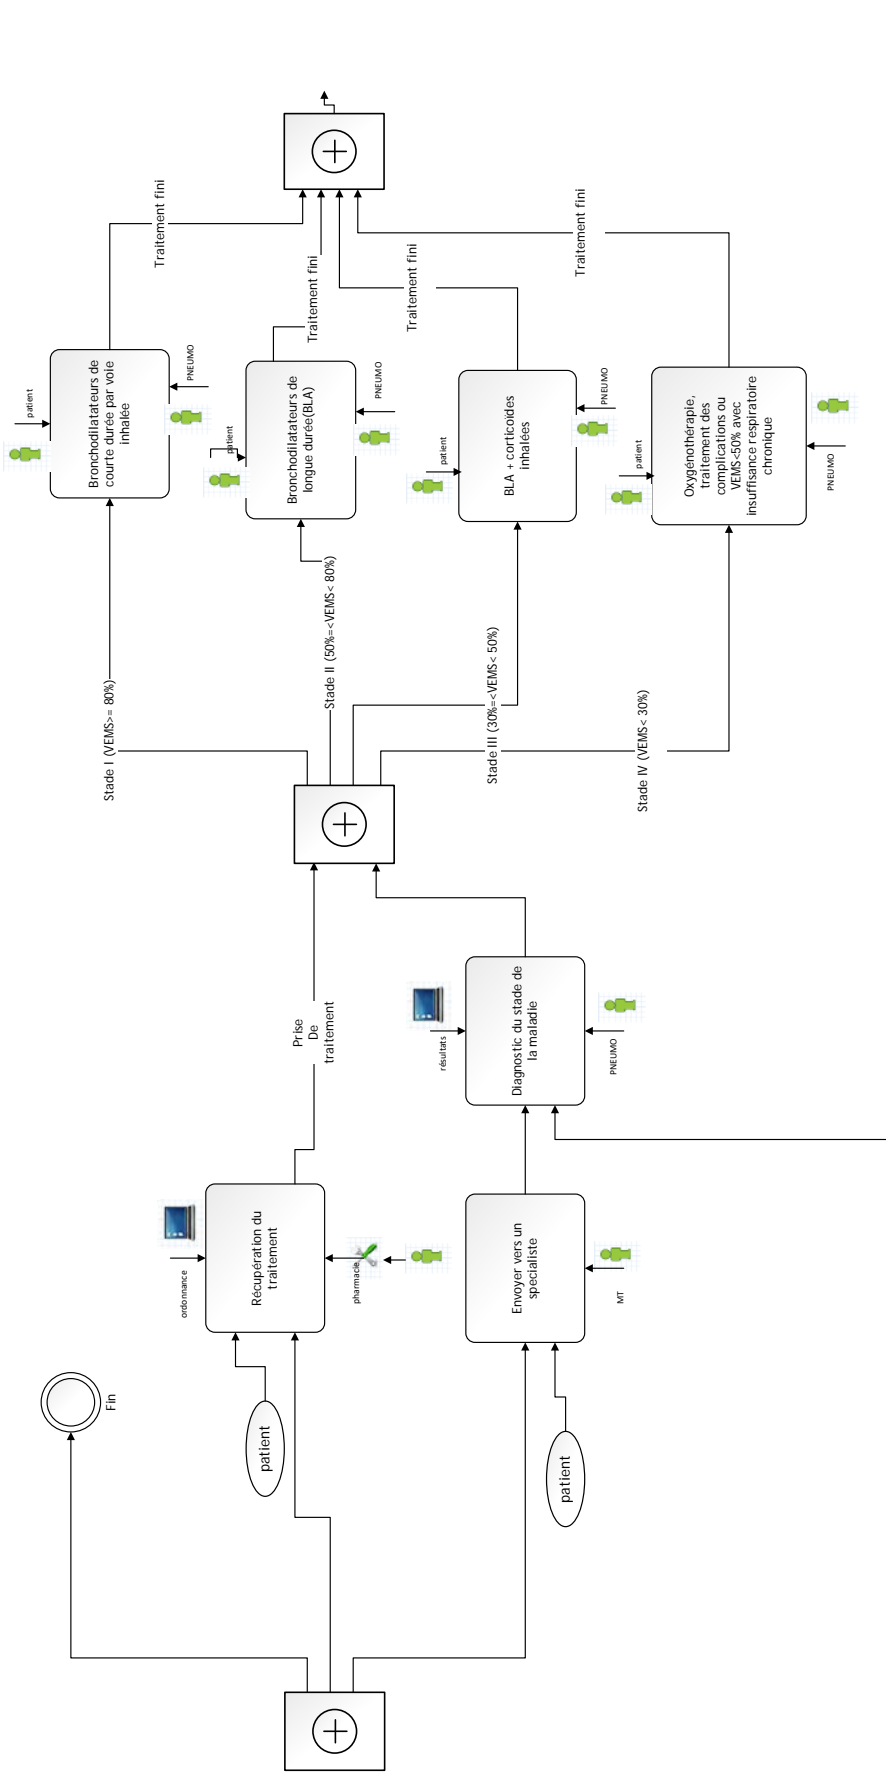 Fin
patient
patient
ordonnance
Récupération du
traitement
pharmacie
Envoyer vers un
specialiste
MT
Prise
De
traitement
résultats
Diagnostic du stade de
la maladie
PNEUMO
Stade I (VEMS>= 80%)
Stade II (50%=<VEMS< 80%)
Stade III (30%=<VEMS< 50%)
Stade IV (VEMS< 30%)
patient
Bronchodilatateurs de
courte durée par voie
inhalée
PNEUMO
patient
Bronchodilatateurs de
longue durée(BLA)
PNEUMO
patient
BLA + corticoïdes
inhalées
PNEUMO
patient
Oxygénothérapie,
traitement des
complications ou
VEMS<50% avec
insuffisance respiratoire
chronique
PNEUMO
Traitement fini
Traitement fini
Traitement fini
Traitement fini